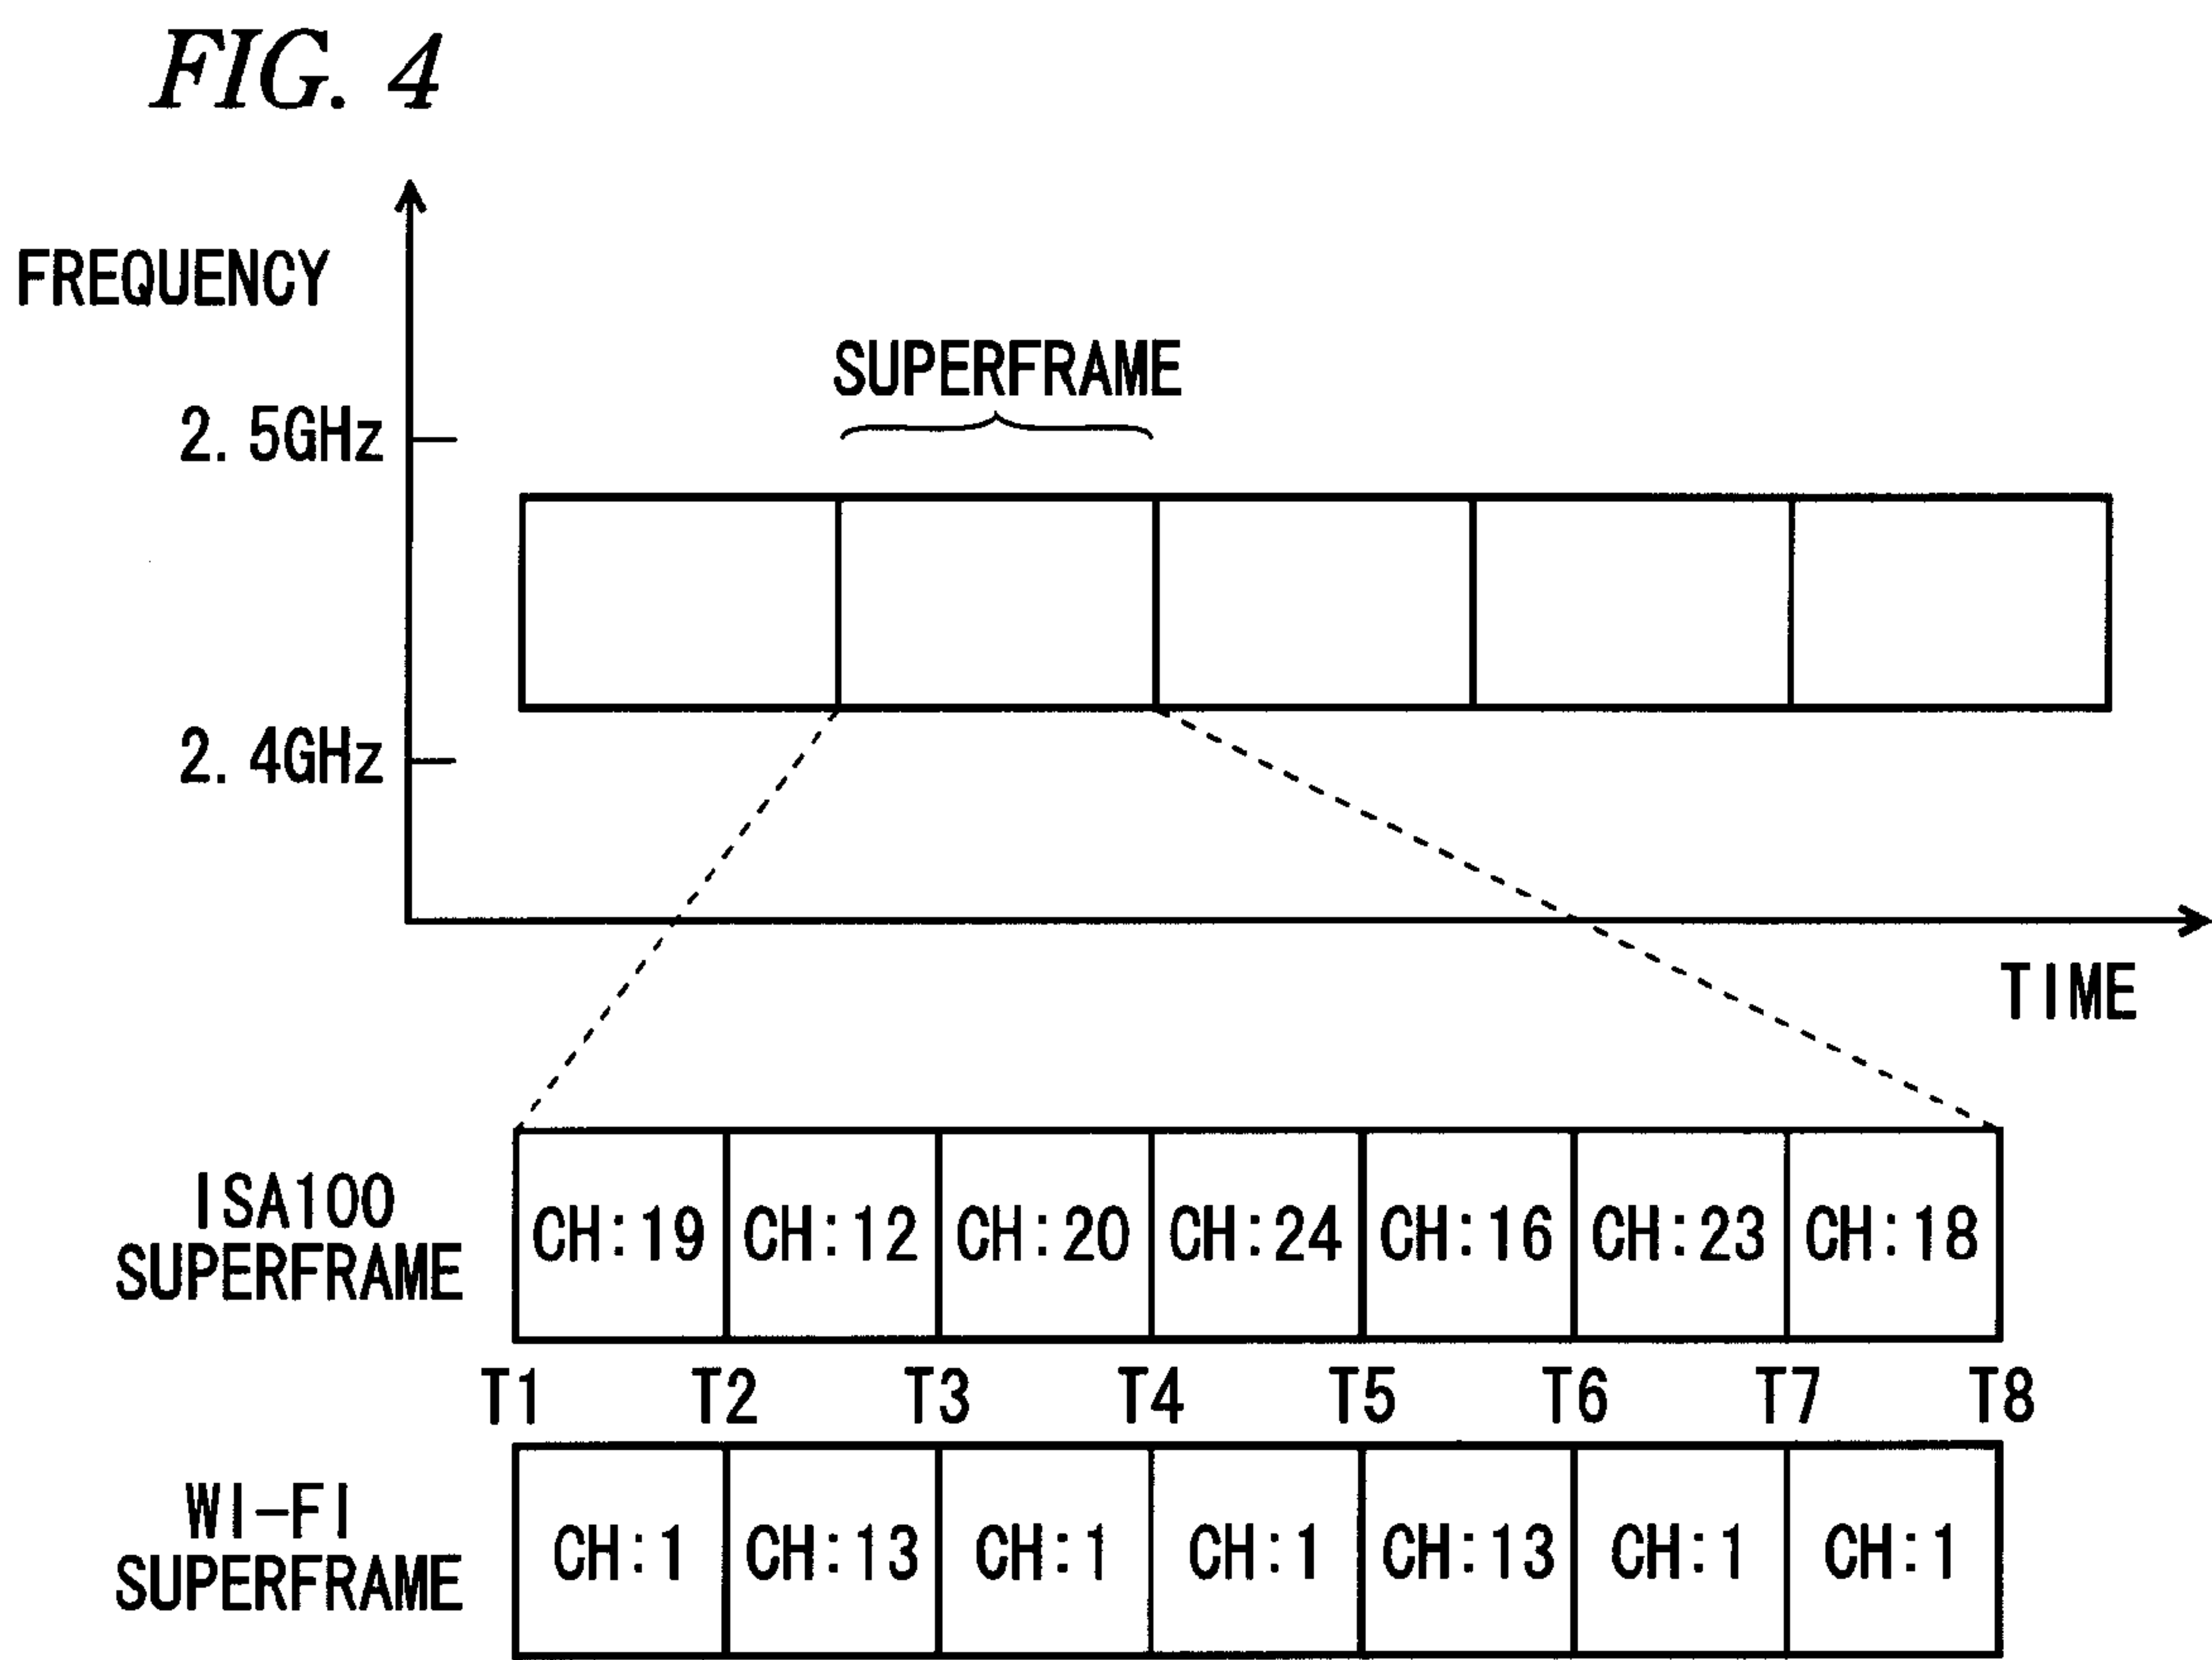 FIG. 4
FREQUENCY
SUPERFRAME
2. 5GHz
2. 4GHz
TIME
ISA100
SUPERFRAME
CH:19 CH:12 CH:20 CH:24 CH:16 CH:23 CH:18
T1 T2 T3 T4 T5 T6 T7 T8
WI-FI
SUPERFRAME
CH:1 CH:13 CH:1 CH:1 CH:13 CH:1 CH:1